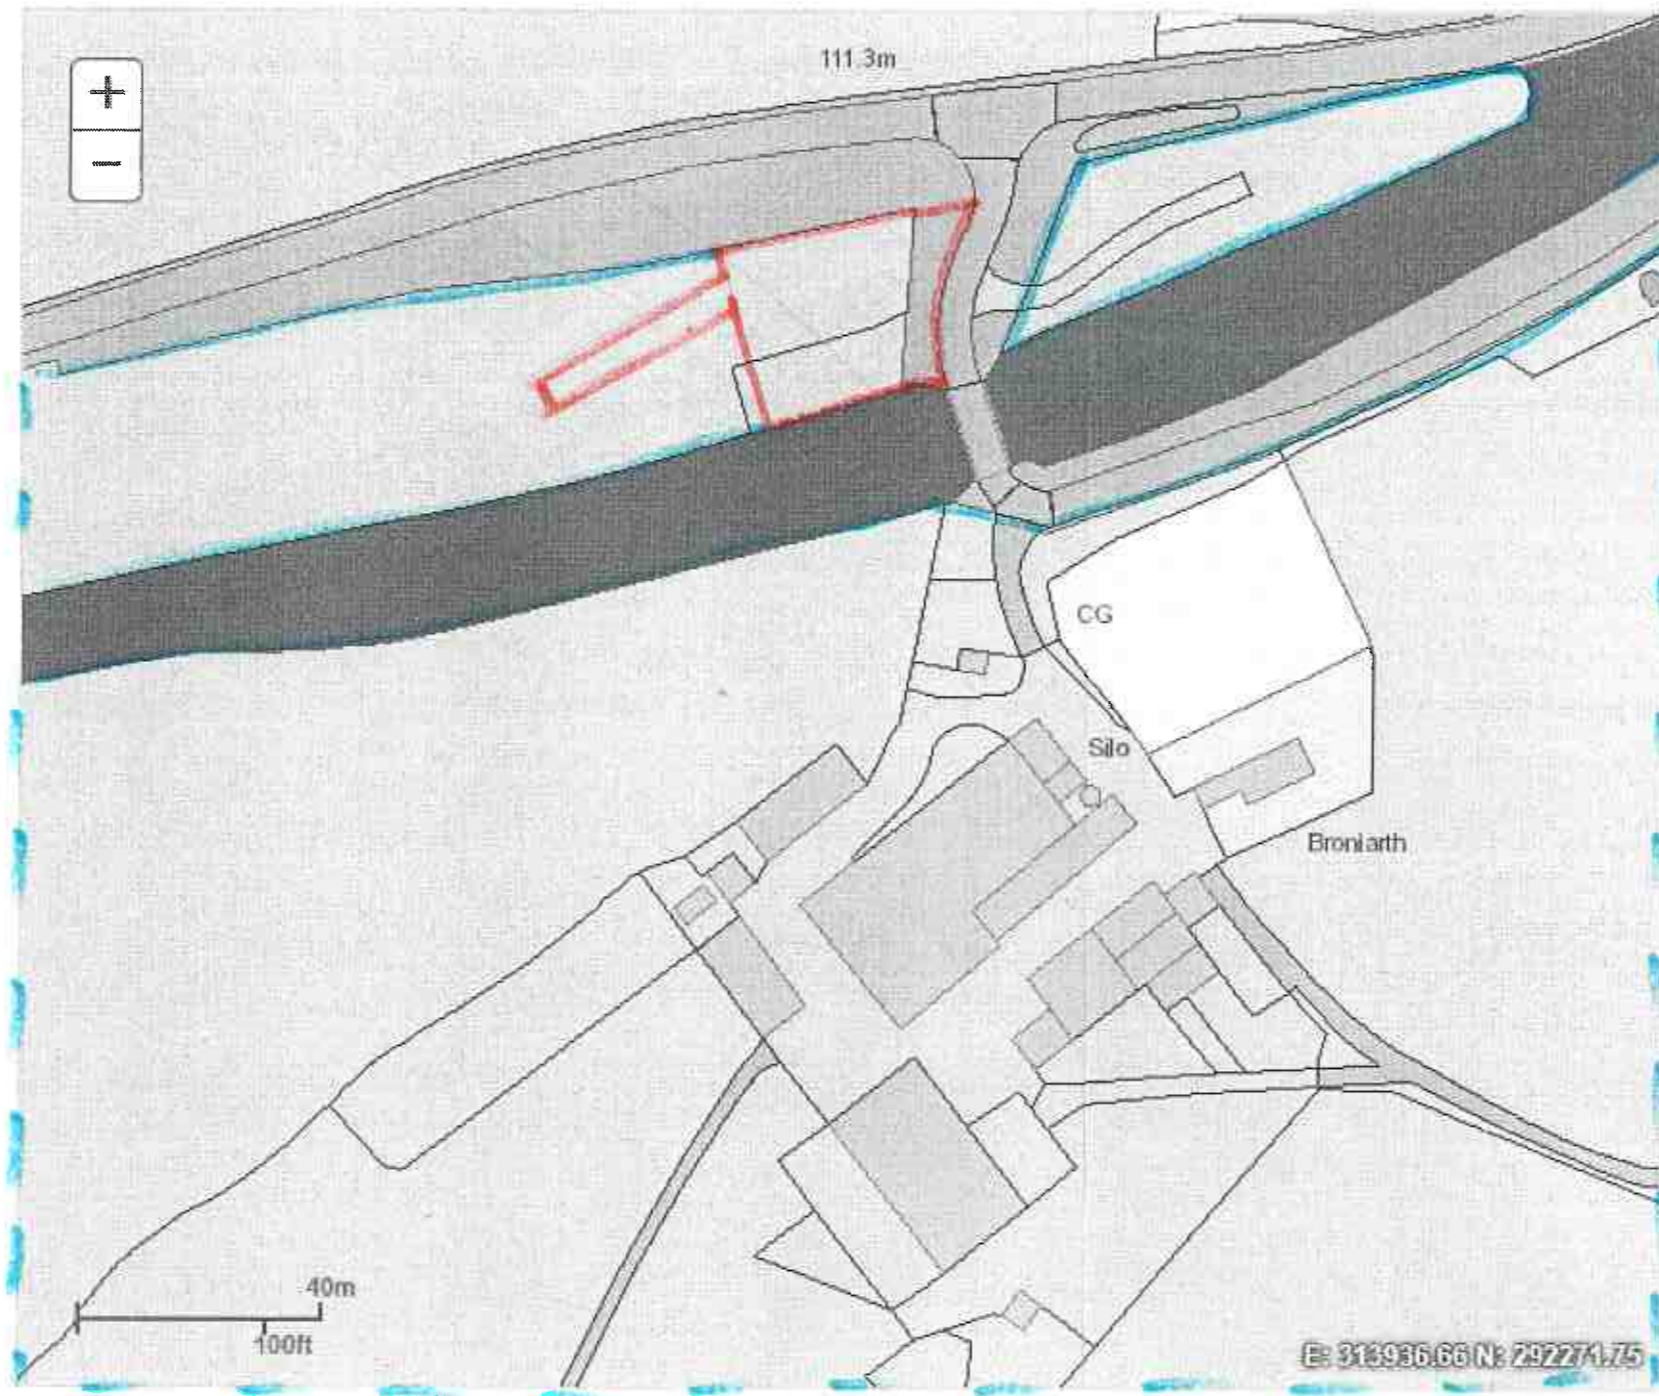 111.3m
+
−
CG
Silo
Broniarth
40m
100ft
E: 313936.66 N: 292271.75